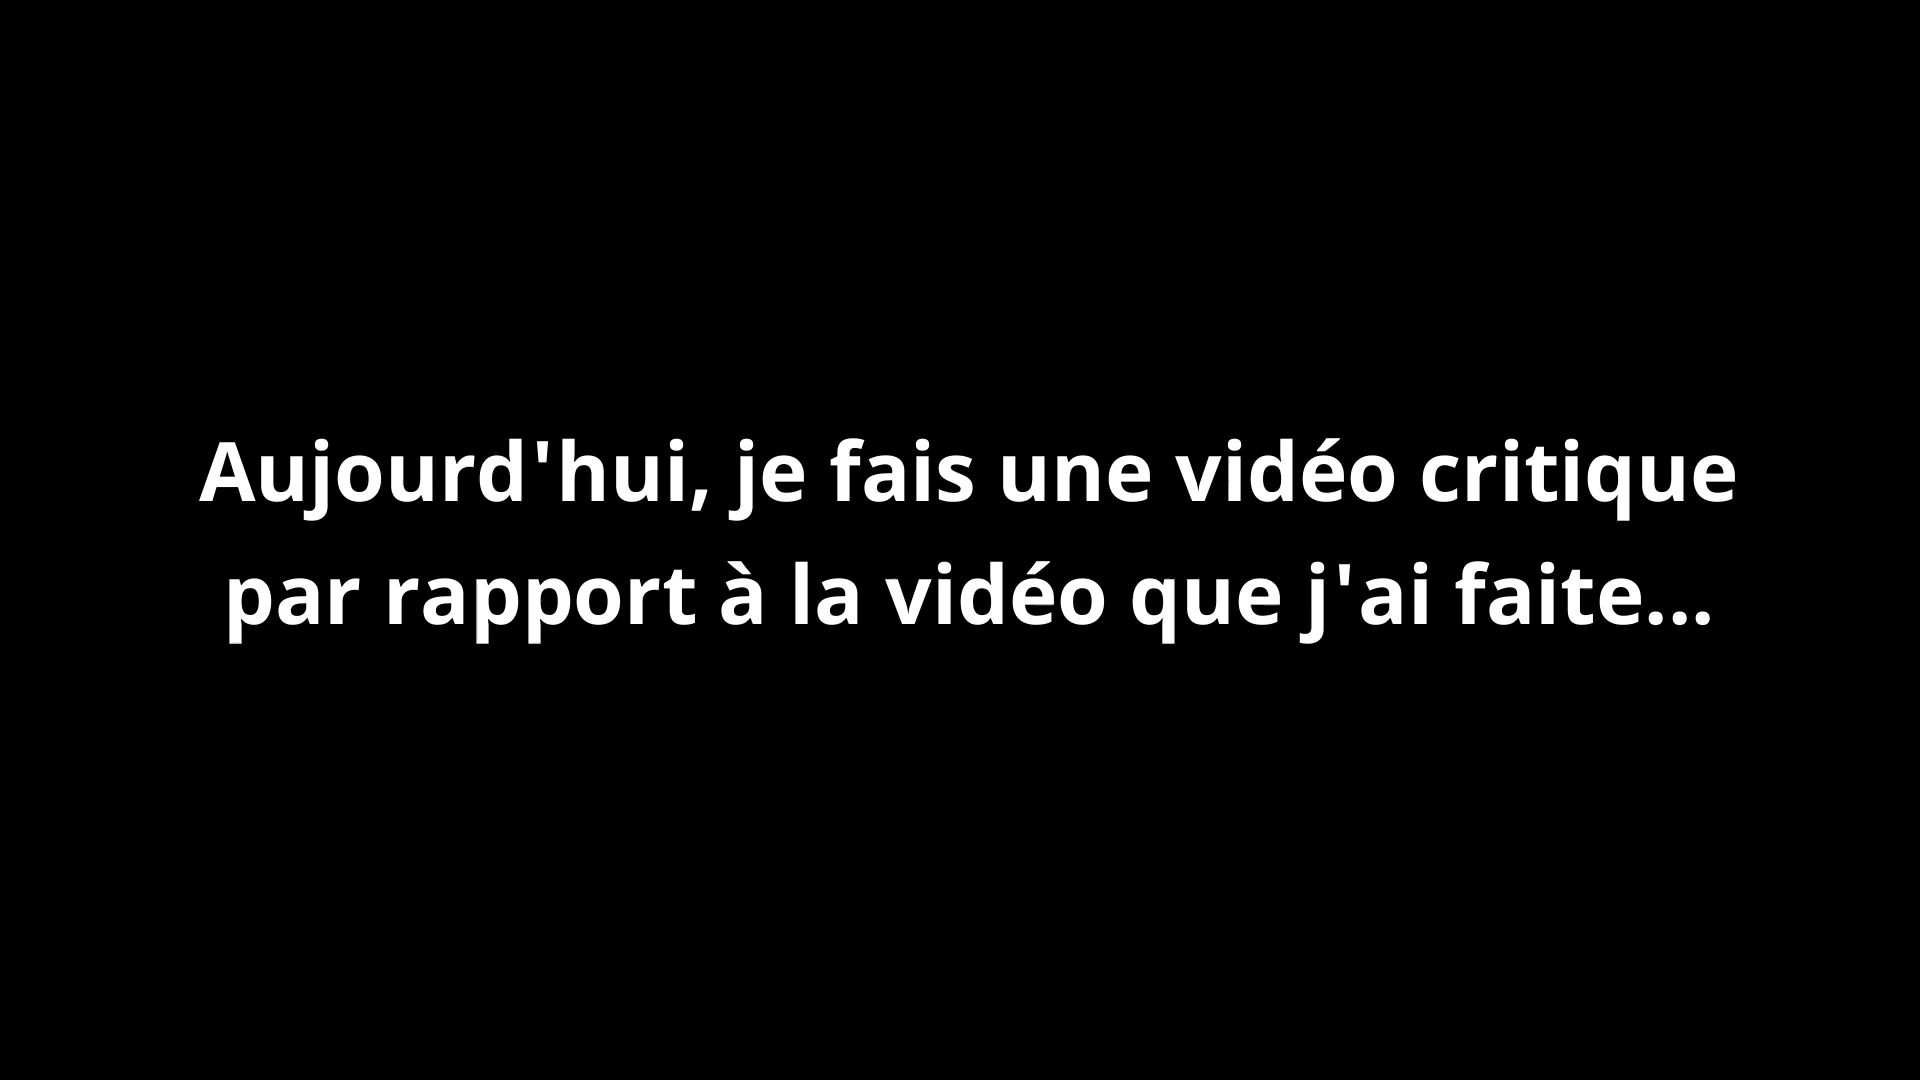 Aujourd'hui, je fais une vidéo critique
par rapport à la vidéo que j'ai faite...